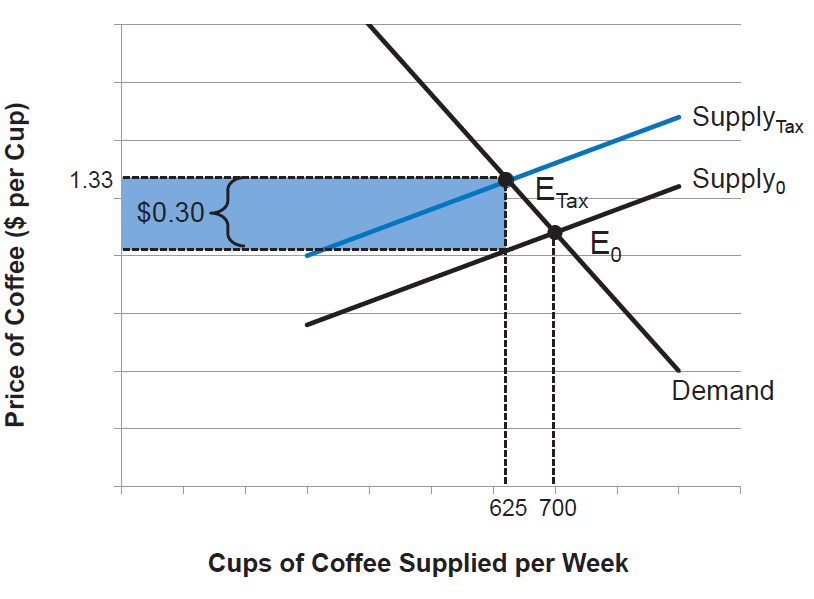 Price of Coffee ($ per Cup)
Supply_Tax
1.33
Supply_0
$0.30
E_Tax
E_0
Demand
625 700
Cups of Coffee Supplied per Week